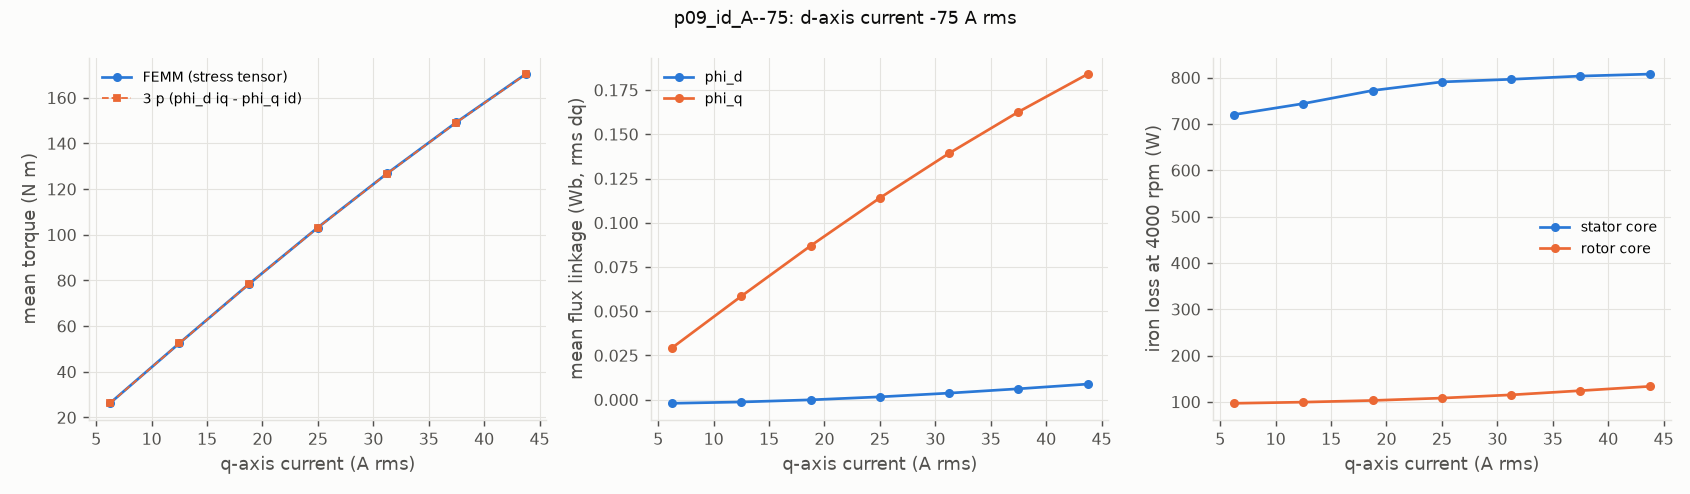 p09_id_A--75: d-axis current -75 A rms
mean torque (N m)
160
140
120
100
80
60
40
20
FEMM (stress tensor)
3 p (phi_d iq - phi_q id)
5 10 15 20 25 30 35 40 45
q-axis current (A rms)
mean flux linkage (Wb, rms dq)
0.175
0.150
0.125
0.100
0.075
0.050
0.025
0.000
phi_d
phi_q
5 10 15 20 25 30 35 40 45
q-axis current (A rms)
iron loss at 4000 rpm (W)
800
700
600
500
400
300
200
100
stator core
rotor core
5 10 15 20 25 30 35 40 45
q-axis current (A rms)